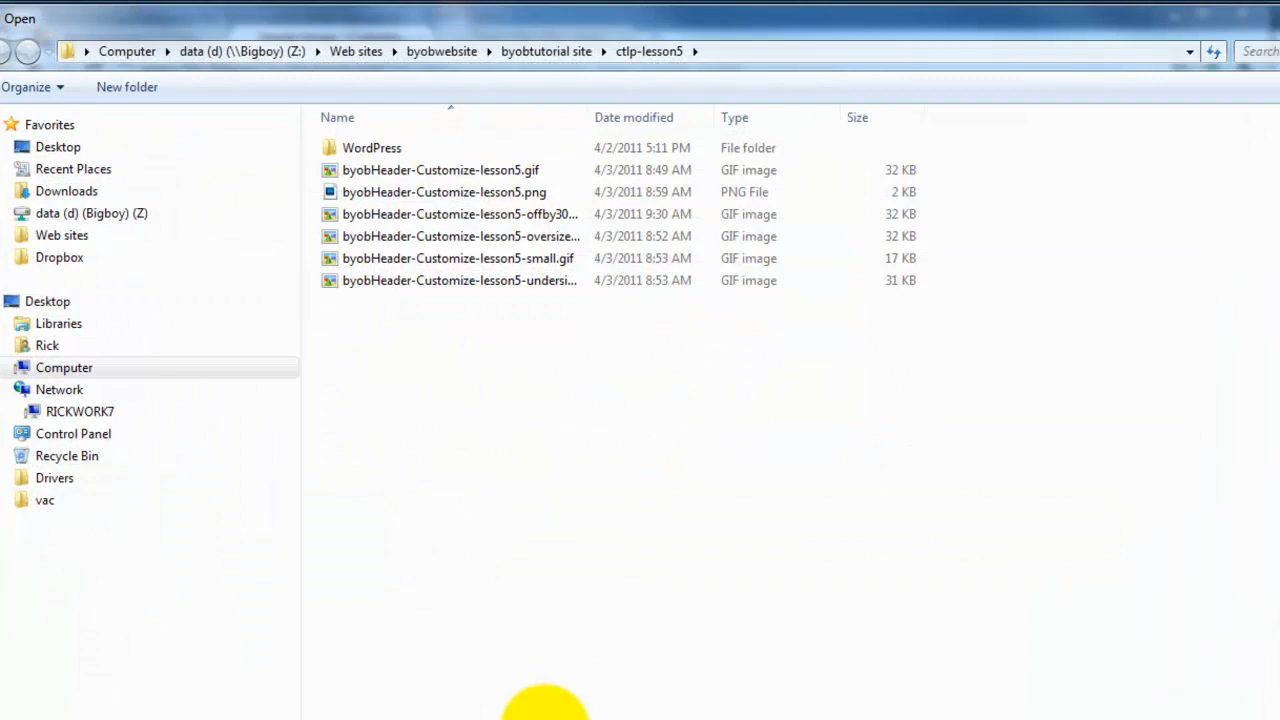 Open
Computer data (d) (\\Bigboy) (Z:) Web sites byobwebsite byobtutorial site ctlp-lesson5 Search
Organize New folder
Name Date modified Type Size
Favorites
Desktop
Recent Places
Downloads
data (d) (Bigboy) (Z)
Web sites
Dropbox
Desktop
Libraries
Rick
Computer
Network
RICKWORK7
Control Panel
Recycle Bin
Drivers
vac
WordPress 4/2/2011 5:11 PM File folder
byobHeader-Customize-lesson5.gif 4/3/2011 8:49 AM GIF image 32 KB
byobHeader-Customize-lesson5.png 4/3/2011 8:59 AM PNG File 2 KB
byobHeader-Customize-lesson5-offby30... 4/3/2011 9:30 AM GIF image 32 KB
byobHeader-Customize-lesson5-oversize... 4/3/2011 8:52 AM GIF image 32 KB
byobHeader-Customize-lesson5-small.gif 4/3/2011 8:53 AM GIF image 17 KB
byobHeader-Customize-lesson5-undersi... 4/3/2011 8:53 AM GIF image 31 KB